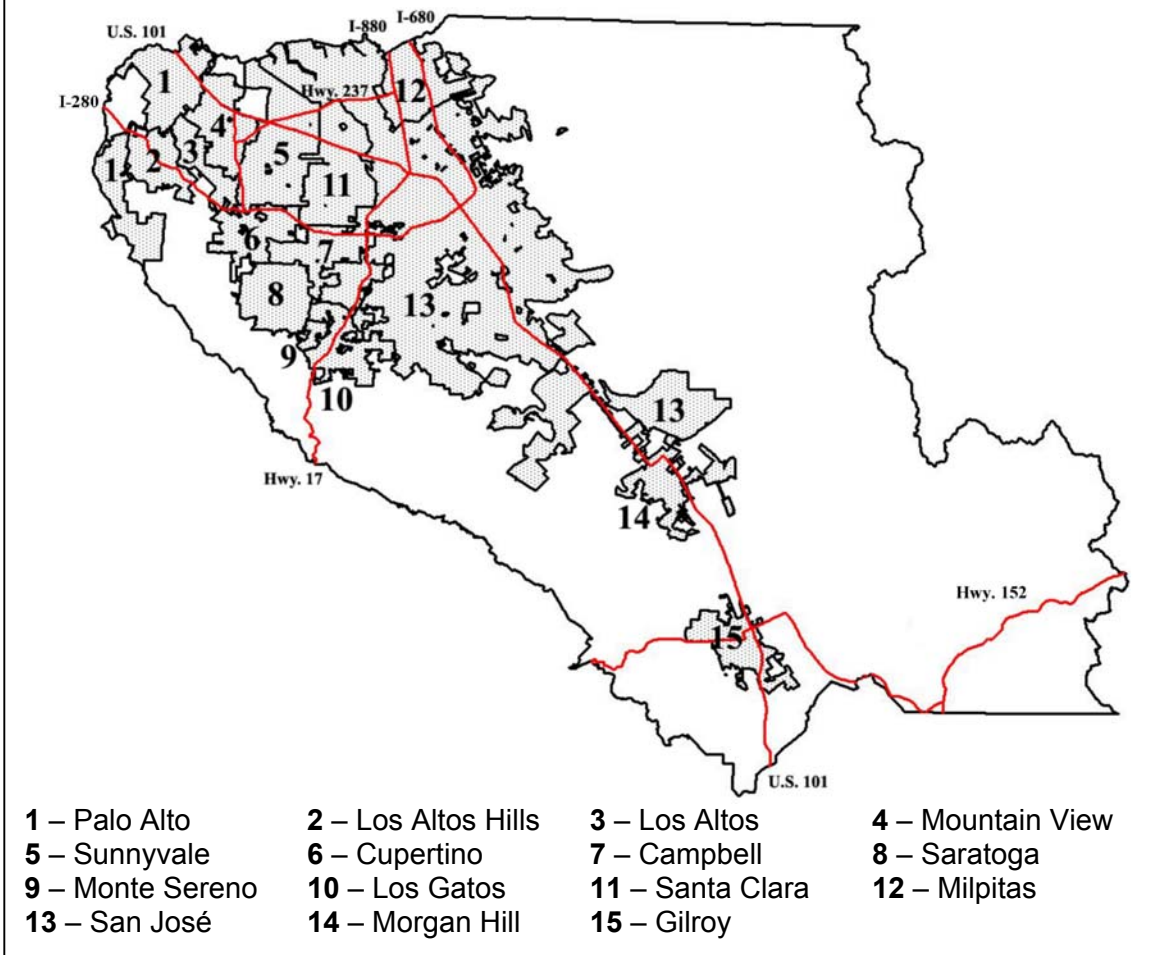 I-680
I-880
U.S. 101
1
Hwy. 237
12
I-280
4
3
5
2
1
11
6
7
8
13
9
10
13
Hwy. 17
14
Hwy. 152
15
U.S. 101
1 – Palo Alto 2 – Los Altos Hills 3 – Los Altos 4 – Mountain View
5 – Sunnyvale 6 – Cupertino 7 – Campbell 8 – Saratoga
9 – Monte Sereno 10 – Los Gatos 11 – Santa Clara 12 – Milpitas
13 – San José 14 – Morgan Hill 15 – Gilroy